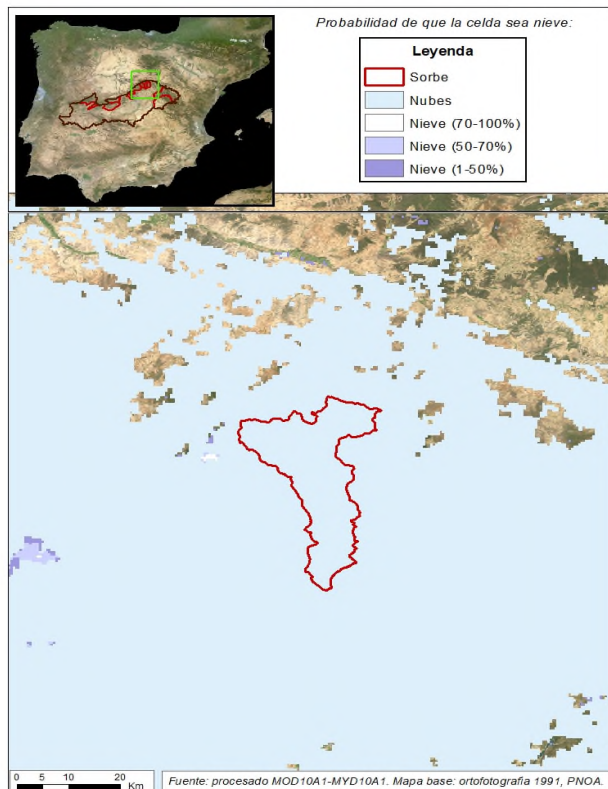 Probabilidad de que la celda sea nieve:
Leyenda
Sorbe
Nubes
Nieve (70-100%)
Nieve (50-70%)
Nieve (1-50%)
0 5 10 20
Km
Fuente: procesado MOD10A1-MYD10A1. Mapa base: ortofotografia 1991, PNOA.